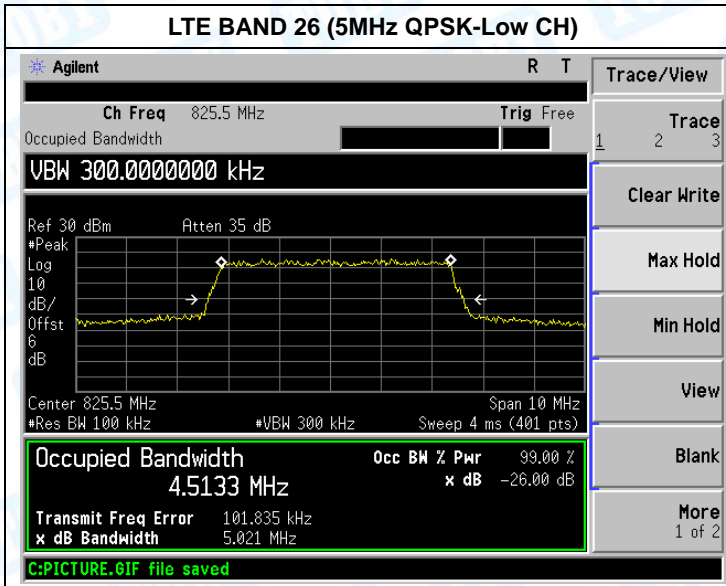 LTE BAND 26 (5MHz QPSK-Low CH)
Agilent R T
Ch Freq 825.5 MHz Trig Free
Occupied Bandwidth
VBW 300.0000000 kHz
Ref 30 dBm Atten 35 dB
#Peak
Log
10
dB/
Offst
6
dB
Center 825.5 MHz Span 10 MHz
#Res BW 100 kHz #VBW 300 kHz Sweep 4 ms (401 pts)
Occupied Bandwidth Occ BW % Pwr 99.00 %
4.5133 MHz x dB -26.00 dB
Transmit Freq Error 101.835 kHz
x dB Bandwidth 5.021 MHz
C:PICTURE.GIF file saved
Trace/View
Trace
1 2 3
Clear Write
Max Hold
Min Hold
View
Blank
More
1 of 2